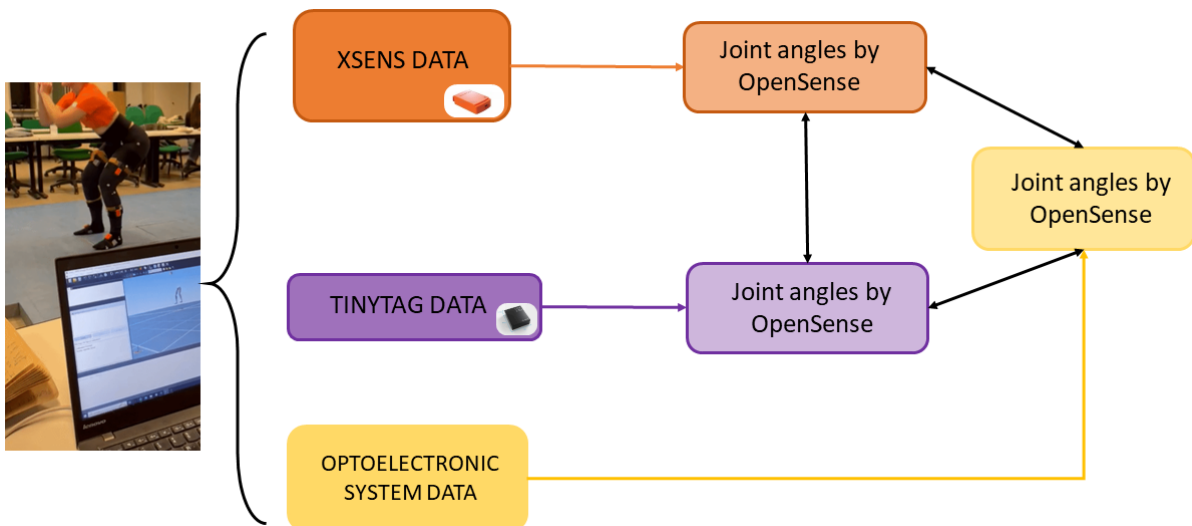 XSENS DATA
Joint angles by
OpenSense
Joint angles by
OpenSense
TINYTAG DATA
Joint angles by
OpenSense
OPTOELECTRONIC
SYSTEM DATA
lenovo